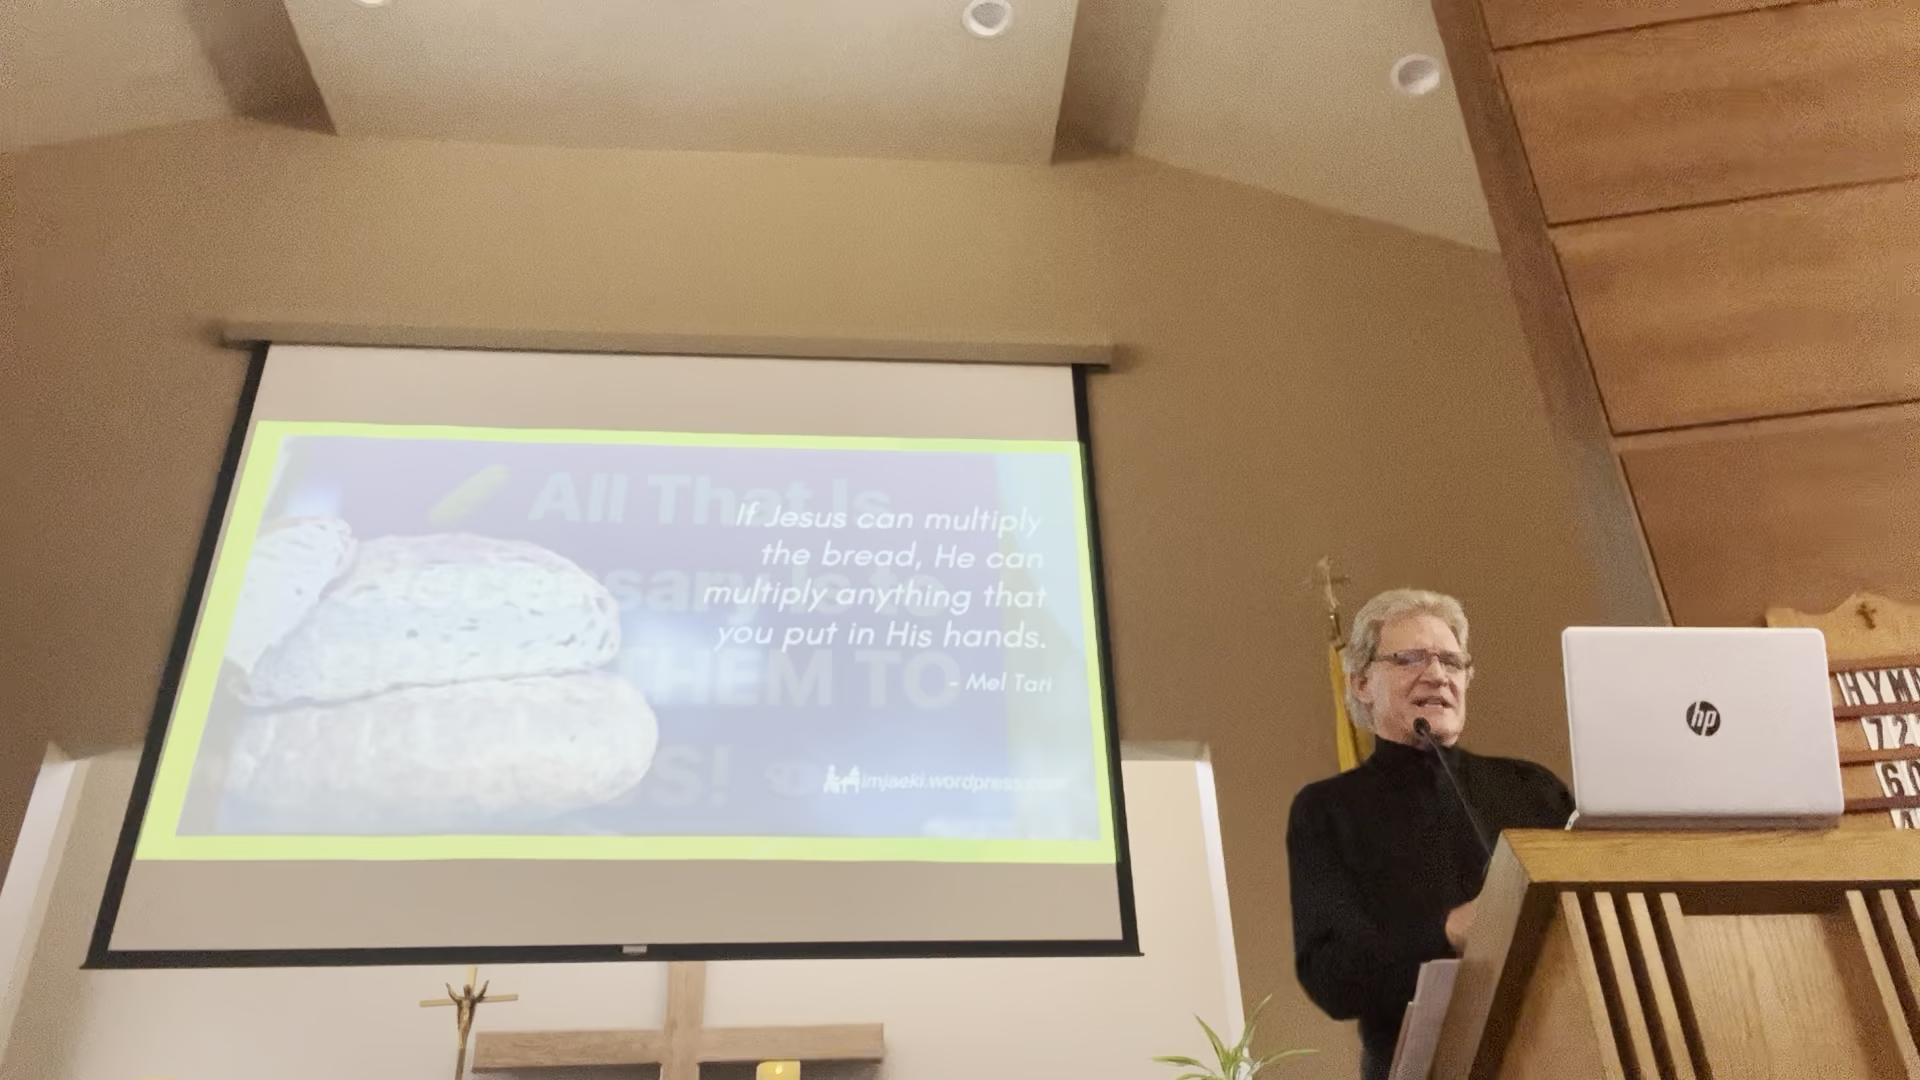 All That Is
If Jesus can multiply
the bread, He can
multiply anything that
you put in His hands.
- Mel Tari
THEM TO
S!
imjaeki.wordpress.com
hp
HYMN
72
60